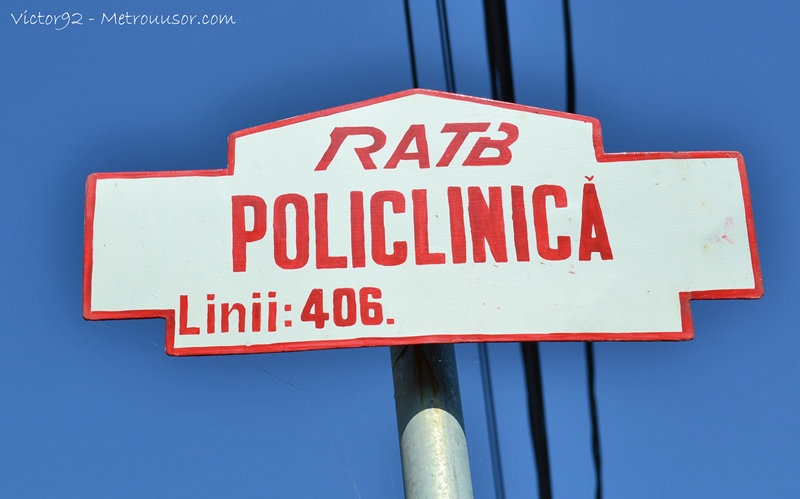 Victor92 - Metrouusor.com
RATB
POLICLINICĂ
Linii: 406.